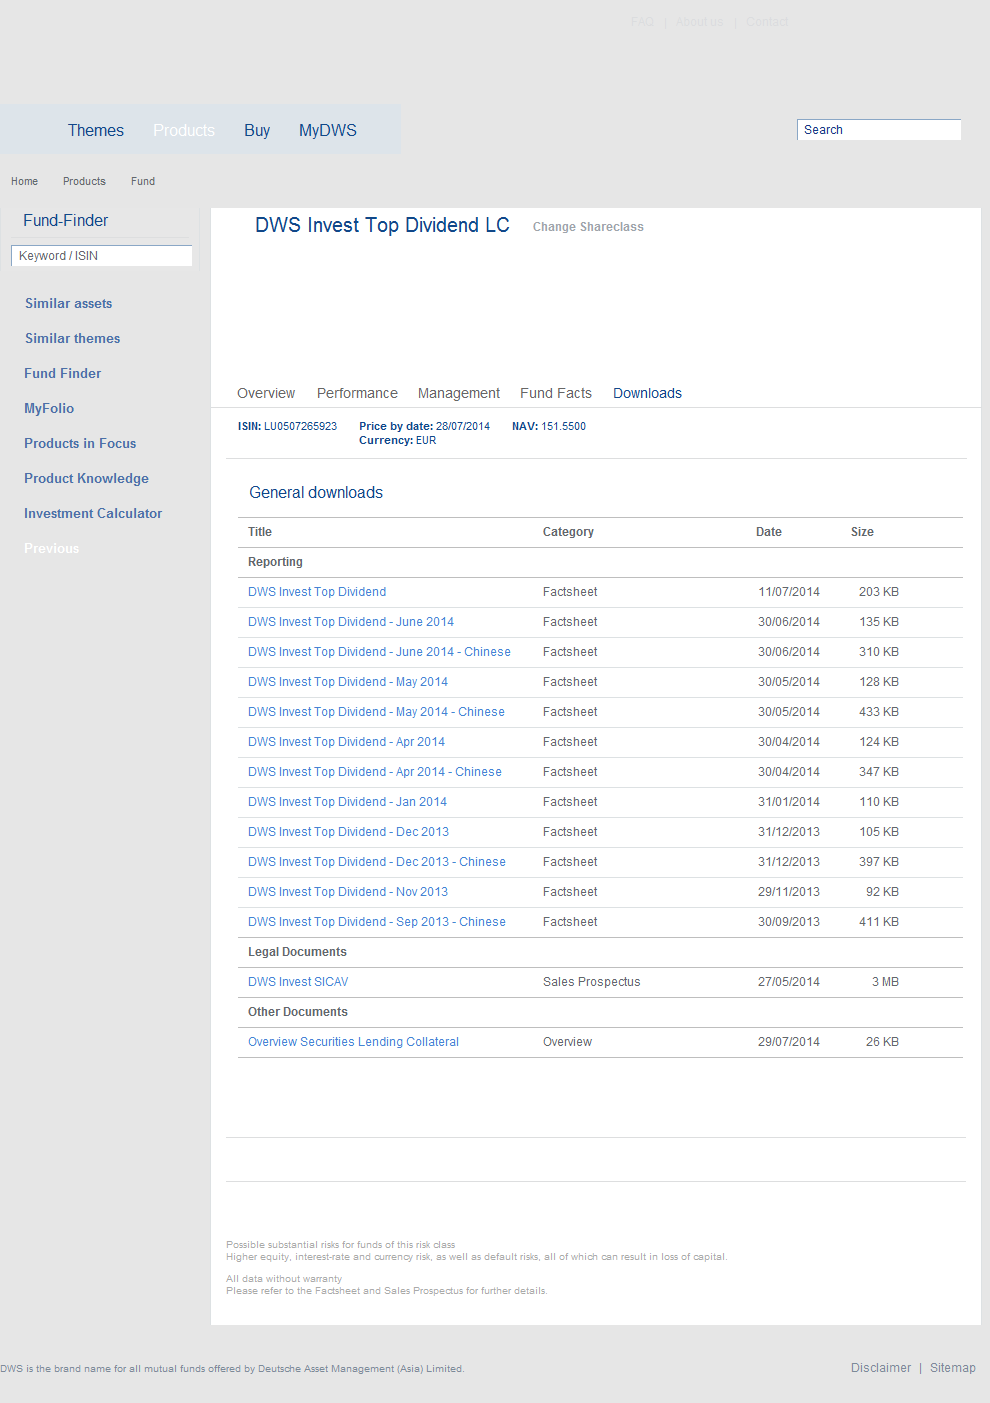 FAQ | About us | Contact
Themes Products Buy MyDWS
Search
Home Products Fund
Fund-Finder
Keyword / ISIN
Similar assets
Similar themes
Fund Finder
MyFolio
Products in Focus
Product Knowledge
Investment Calculator
Previous
DWS Invest Top Dividend LC Change Shareclass
Overview Performance Management Fund Facts Downloads
ISIN: LU0507265923 Price by date: 28/07/2014 NAV: 151.5500
Currency: EUR
General downloads
Title Category Date Size
Reporting
DWS Invest Top Dividend Factsheet 11/07/2014 203 KB
DWS Invest Top Dividend - June 2014 Factsheet 30/06/2014 135 KB
DWS Invest Top Dividend - June 2014 - Chinese Factsheet 30/06/2014 310 KB
DWS Invest Top Dividend - May 2014 Factsheet 30/05/2014 128 KB
DWS Invest Top Dividend - May 2014 - Chinese Factsheet 30/05/2014 433 KB
DWS Invest Top Dividend - Apr 2014 Factsheet 30/04/2014 124 KB
DWS Invest Top Dividend - Apr 2014 - Chinese Factsheet 30/04/2014 347 KB
DWS Invest Top Dividend - Jan 2014 Factsheet 31/01/2014 110 KB
DWS Invest Top Dividend - Dec 2013 Factsheet 31/12/2013 105 KB
DWS Invest Top Dividend - Dec 2013 - Chinese Factsheet 31/12/2013 397 KB
DWS Invest Top Dividend - Nov 2013 Factsheet 29/11/2013 92 KB
DWS Invest Top Dividend - Sep 2013 - Chinese Factsheet 30/09/2013 411 KB
Legal Documents
DWS Invest SICAV Sales Prospectus 27/05/2014 3 MB
Other Documents
Overview Securities Lending Collateral Overview 29/07/2014 26 KB
Possible substantial risks for funds of this risk class
Higher equity, interest-rate and currency risk, as well as default risks, all of which can result in loss of capital.
All data without warranty
Please refer to the Factsheet and Sales Prospectus for further details.
DWS is the brand name for all mutual funds offered by Deutsche Asset Management (Asia) Limited.
Disclaimer | Sitemap